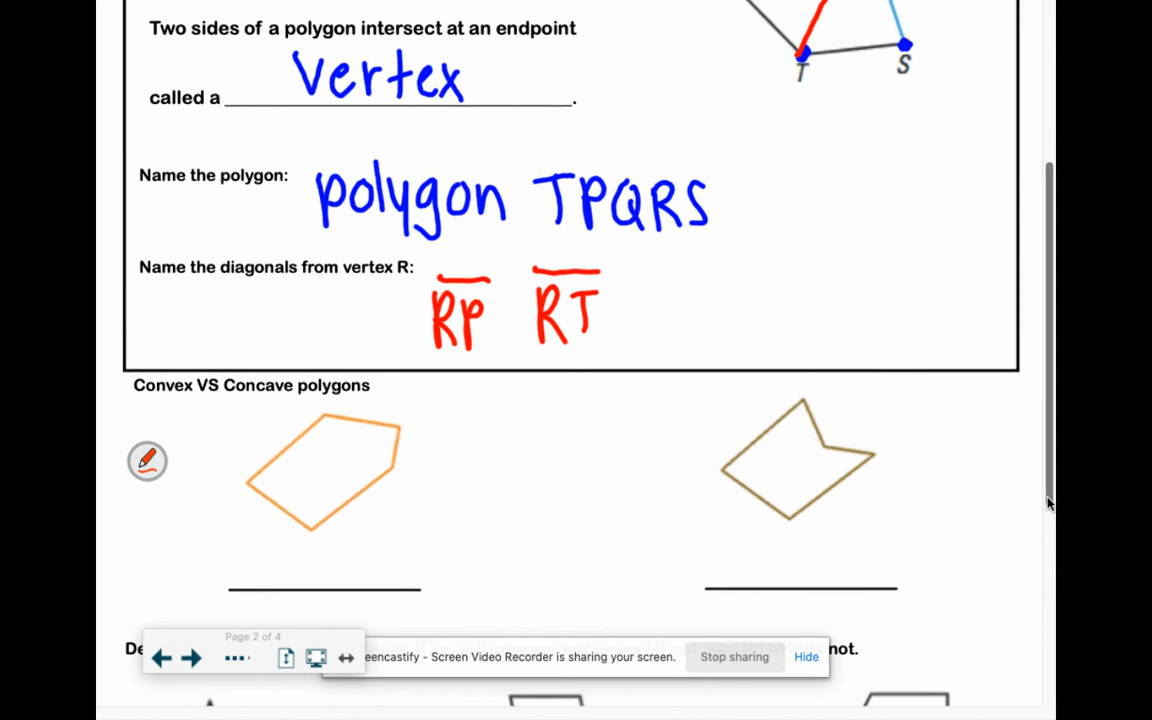 Two sides of a polygon intersect at an endpoint
called a vertex.
T
S
Name the polygon: polygon TPQRS
Name the diagonals from vertex R: RP RT
Convex VS Concave polygons
Page 2 of 4
eencastify - Screen Video Recorder is sharing your screen. Stop sharing Hide
De
not.